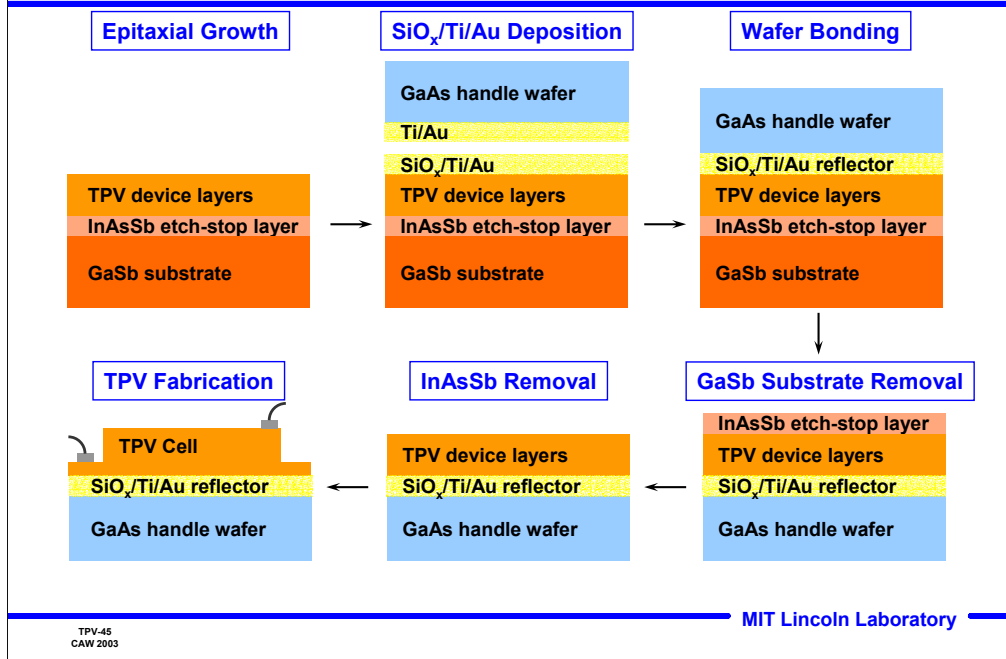 Epitaxial Growth
SiOₓ/Ti/Au Deposition
Wafer Bonding
TPV device layers
InAsSb etch-stop layer
GaSb substrate
GaAs handle wafer
Ti/Au
SiOₓ/Ti/Au
TPV device layers
InAsSb etch-stop layer
GaSb substrate
GaAs handle wafer
SiOₓ/Ti/Au reflector
TPV device layers
InAsSb etch-stop layer
GaSb substrate
TPV Fabrication
InAsSb Removal
GaSb Substrate Removal
TPV Cell
SiOₓ/Ti/Au reflector
GaAs handle wafer
TPV device layers
SiOₓ/Ti/Au reflector
GaAs handle wafer
InAsSb etch-stop layer
TPV device layers
SiOₓ/Ti/Au reflector
GaAs handle wafer
MIT Lincoln Laboratory
TPV-45
CAW 2003